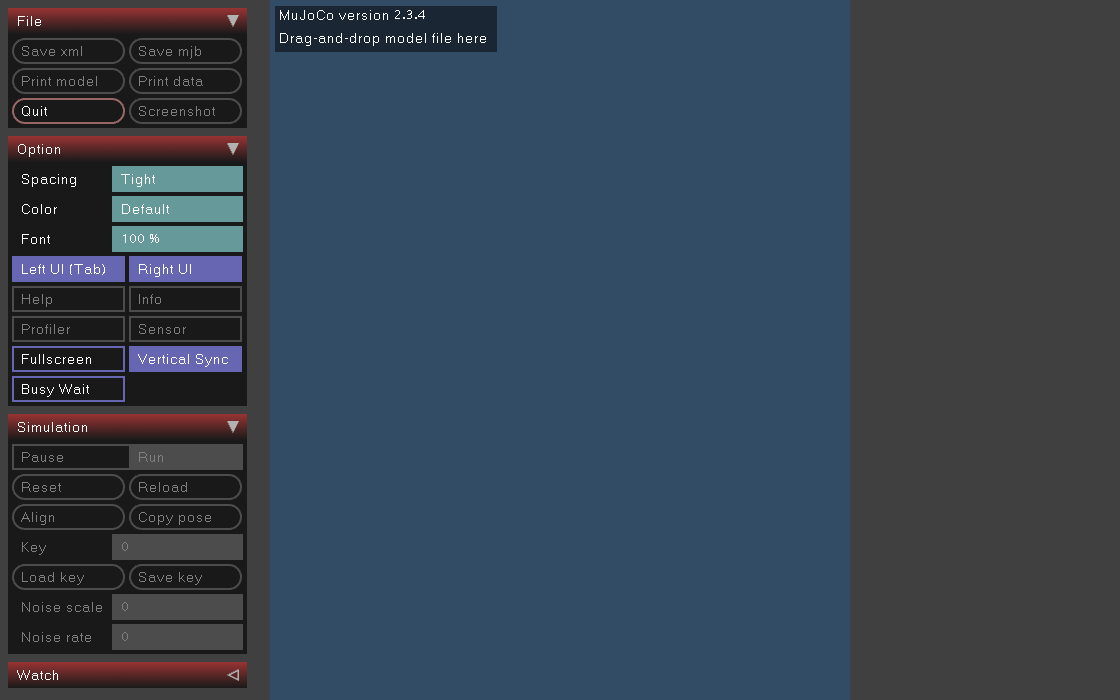 File
Save xml Save mjb
Print model Print data
Quit Screenshot
Option
Spacing Tight
Color Default
Font 100 %
Left UI (Tab) Right UI
Help Info
Profiler Sensor
Fullscreen Vertical Sync
Busy Wait
Simulation
Pause Run
Reset Reload
Align Copy pose
Key 0
Load key Save key
Noise scale 0
Noise rate 0
Watch
MuJoCo version 2.3.4
Drag-and-drop model file here